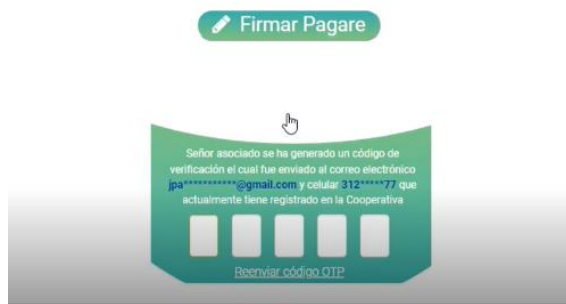 Firmar Pagare
Señor asociado se ha generado un código de
verificación el cual fue enviado al correo electrónico
jpa***********@gmail.com y celular 312*****77 que
actualmente tiene registrado en la Cooperativa
Reenviar código OTP